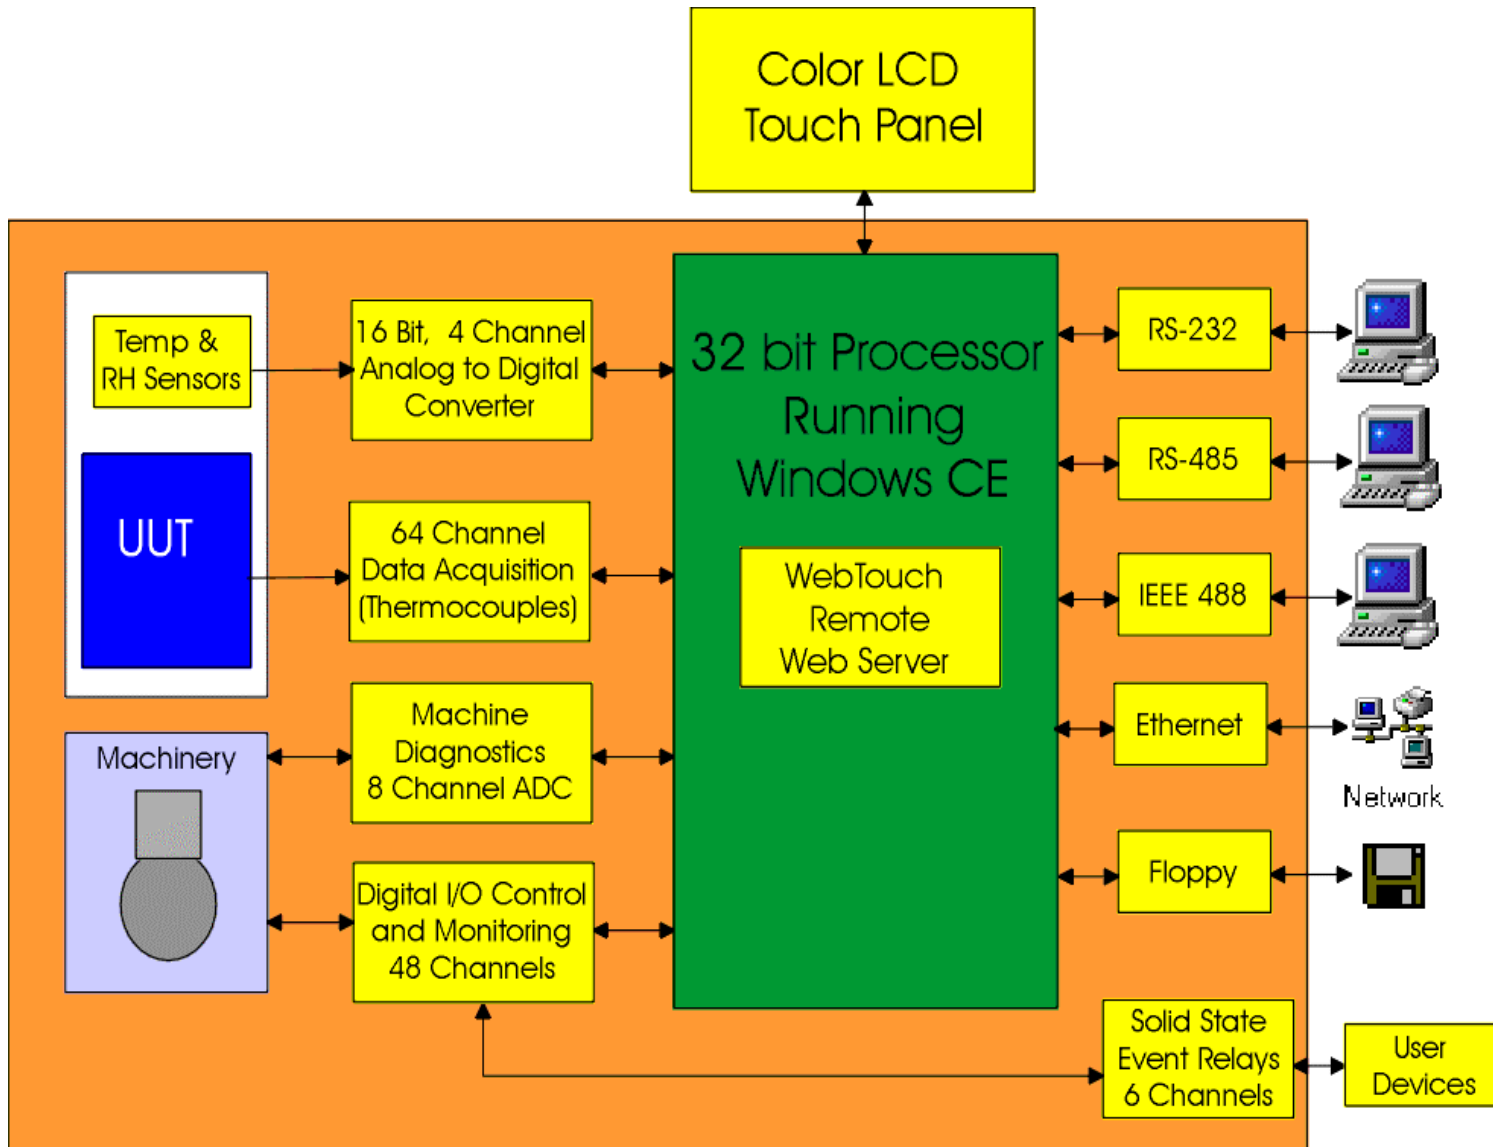 Color LCD
Touch Panel
Temp &
RH Sensors
UUT
16 Bit,  4 Channel
Analog to Digital
Converter
64 Channel
Data Acquisition
(Thermocouples)
Machinery
Machine
Diagnostics
8 Channel ADC
Digital I/O Control
and Monitoring
48 Channels
32 bit Processor
Running
Windows CE
WebTouch
Remote
Web Server
RS-232
RS-485
IEEE 488
Ethernet
Network
Floppy
Solid State
Event Relays
6 Channels
User
Devices